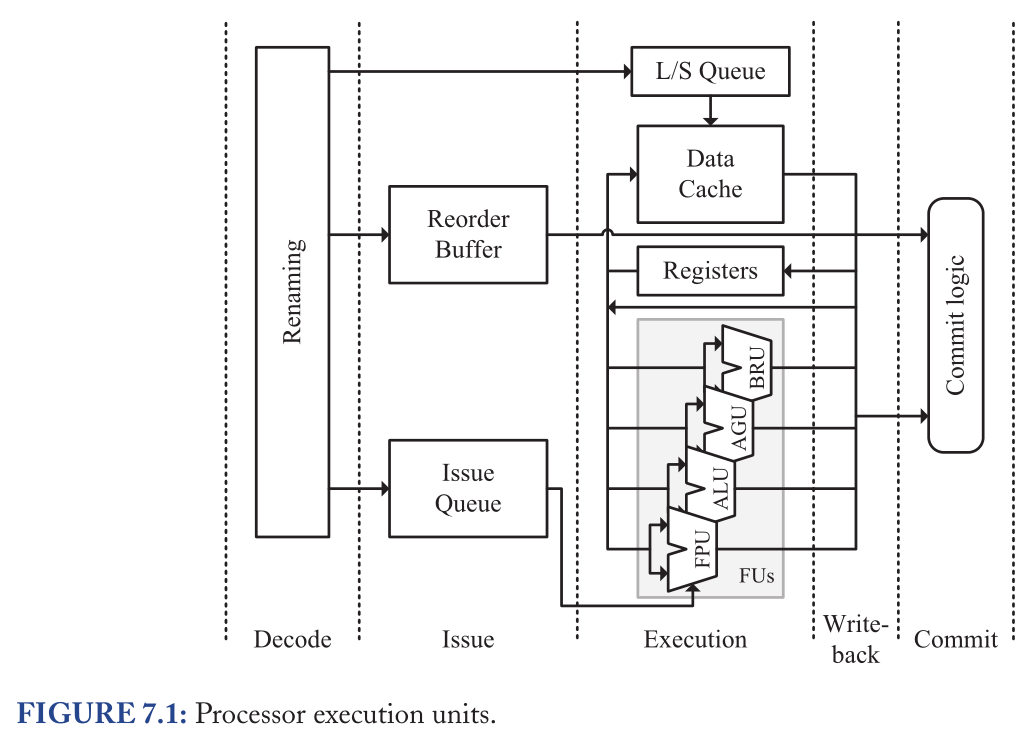 L/S Queue
Data
Cache
Reorder
Buffer
Registers
Renaming
Commit logic
BRU
AGU
ALU
FPU
FUs
Issue
Queue
Decode
Issue
Execution
Write-
back
Commit
FIGURE 7.1: Processor execution units.